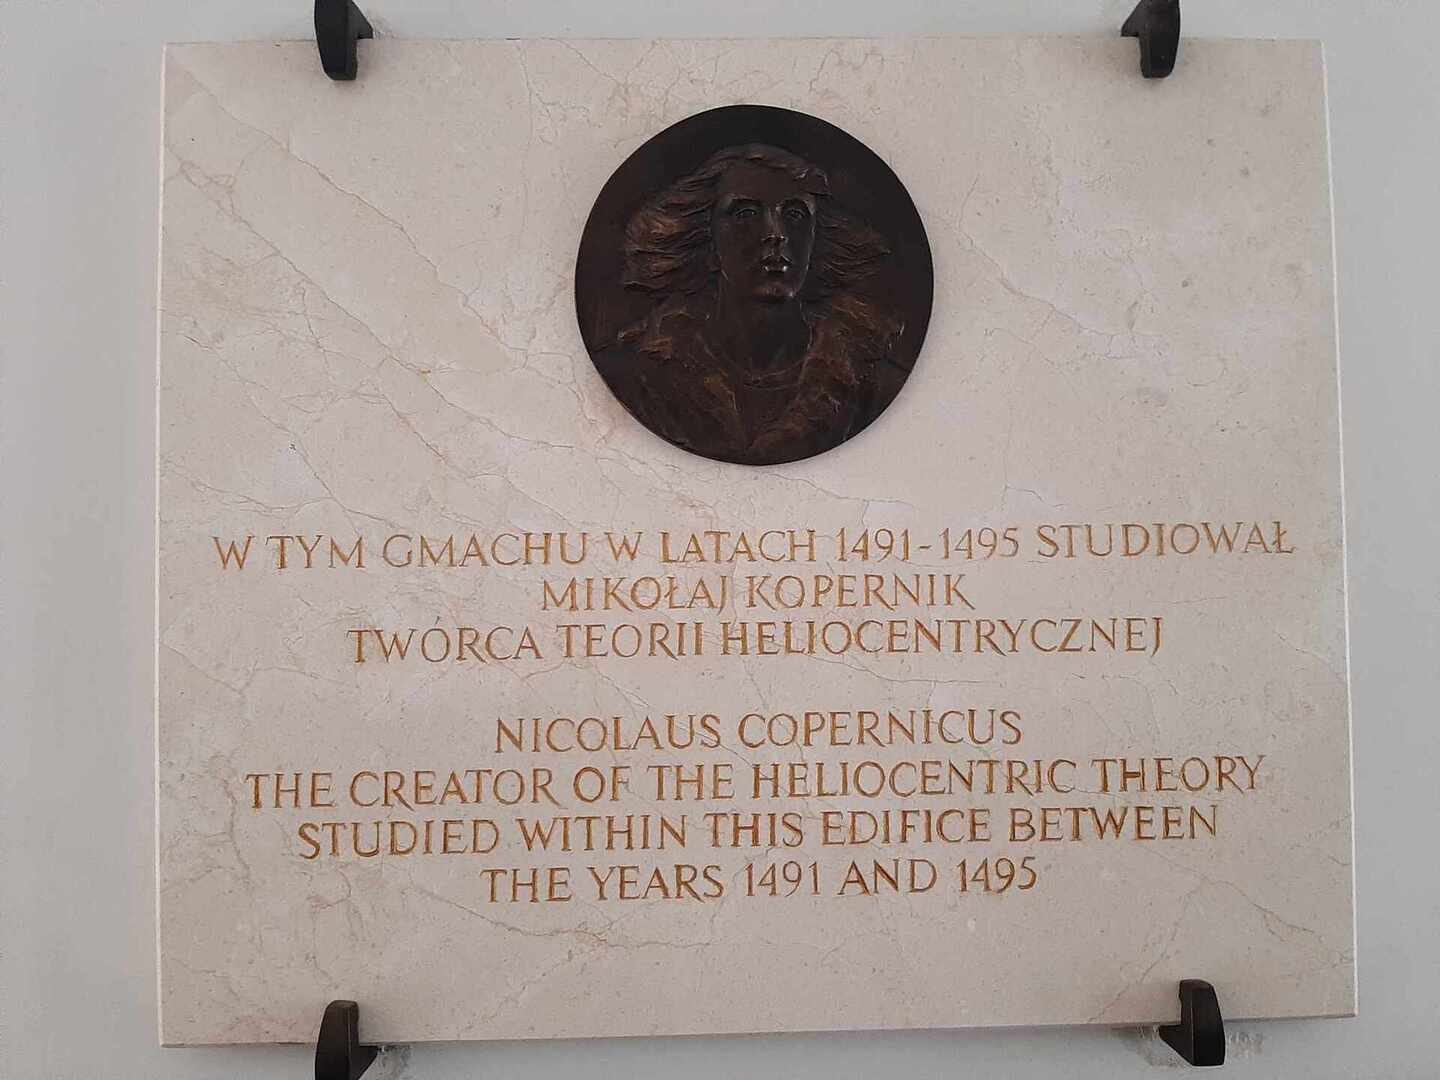 W TYM GMACHU W LATACH 1491-1495 STUDIOWAŁ
MIKOŁAJ KOPERNIK
TWÓRCA TEORII HELIOCENTRYCZNEJ
NICOLAUS COPERNICUS
THE CREATOR OF THE HELIOCENTRIC THEORY
STUDIED WITHIN THIS EDIFICE BETWEEN
THE YEARS 1491 AND 1495